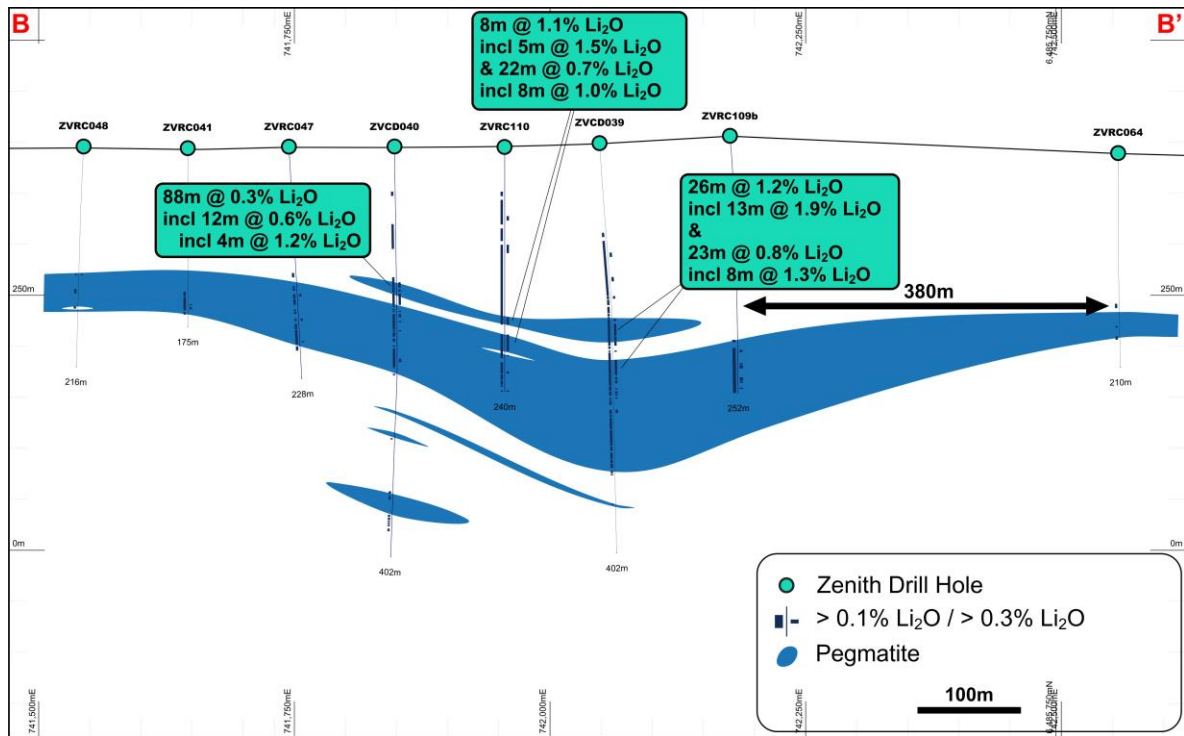 B
B'
741,750mE
742,250mE
6,485,750mN
8m @ 1.1% Li₂O
incl 5m @ 1.5% Li₂O
& 22m @ 0.7% Li₂O
incl 8m @ 1.0% Li₂O
ZVRC048
ZVRC041
ZVRC047
ZVCD040
ZVRC110
ZVCD039
ZVRC109b
ZVRC064
88m @ 0.3% Li₂O
incl 12m @ 0.6% Li₂O
incl 4m @ 1.2% Li₂O
26m @ 1.2% Li₂O
incl 13m @ 1.9% Li₂O
&
23m @ 0.8% Li₂O
incl 8m @ 1.3% Li₂O
250m
250m
380m
216m
175m
228m
240m
252m
210m
0m
0m
402m
402m
Zenith Drill Hole
> 0.1% Li₂O / > 0.3% Li₂O
Pegmatite
100m
741,500mE
741,750mE
742,000mE
742,250mE
6,485,750mN